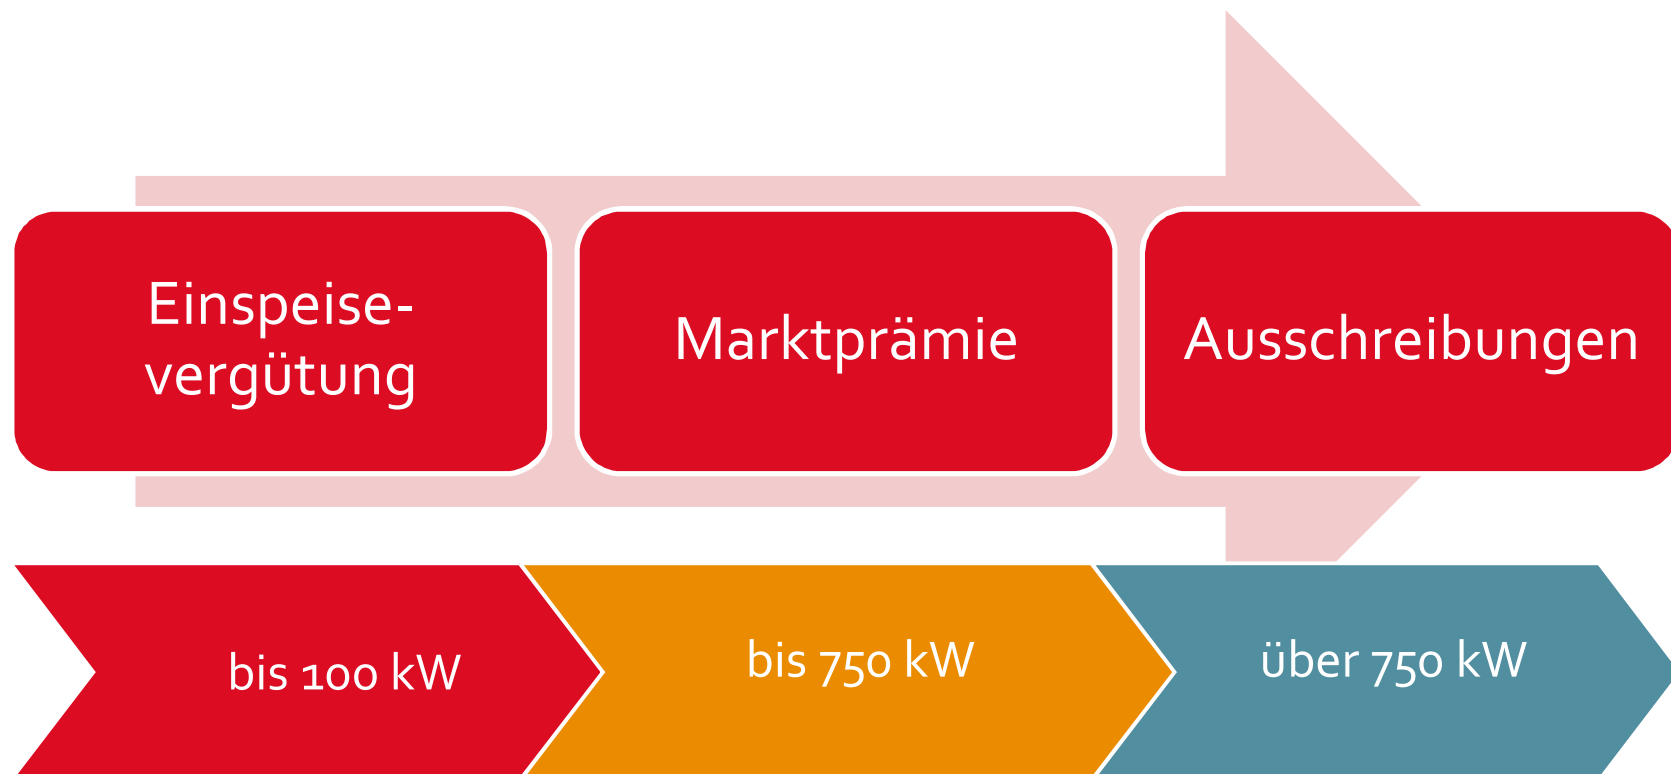 Einspeise-
vergütung
Marktprämie
Ausschreibungen
bis 100 kW
bis 750 kW
über 750 kW